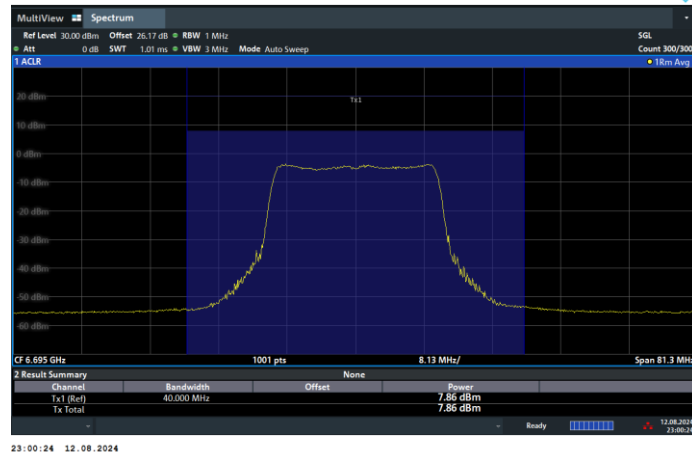 MultiView Spectrum
Ref Level 30.00 dBm Offset 26.17 dB RBW 1 MHz SGL
Att 0 dB SWT 1.01 ms VBW 3 MHz Mode Auto Sweep Count 300/300
1 ACLR 1Rm Avg
Tx1
20 dBm
10 dBm
0 dBm
-10 dBm
-20 dBm
-30 dBm
-40 dBm
-50 dBm
-60 dBm
CF 6.695 GHz 1001 pts 8.13 MHz/ Span 81.3 MHz
2 Result Summary None
Channel Bandwidth Offset Power
Tx1 (Ref) 40.000 MHz 7.86 dBm
Tx Total 7.86 dBm
Ready 12.08.2024
23:00:24
23:00:24 12.08.2024